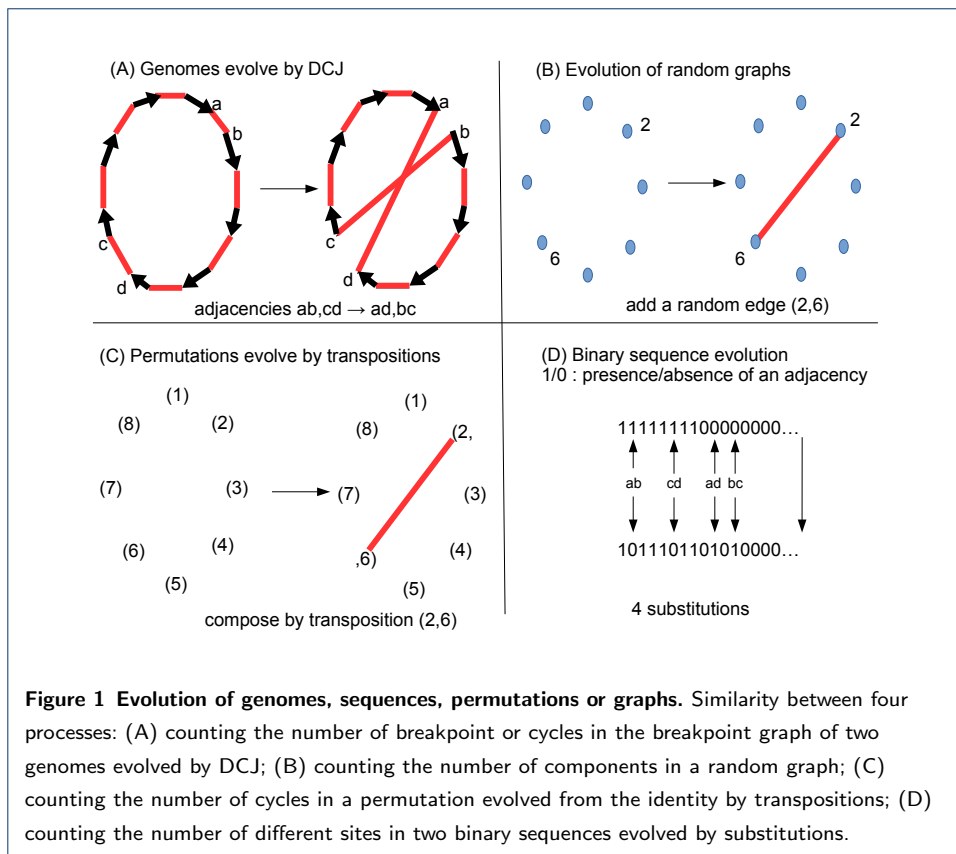 (A) Genomes evolve by DCJ
a
b
c
d
a
b
c
d
adjacencies ab,cd → ad,bc
(B) Evolution of random graphs
2
6
2
6
add a random edge (2,6)
(C) Permutations evolve by transpositions
(1)
(8) (2)
(7) (3)
(6) (4)
(5)
(1)
(8) (2,
(7) (3)
,6) (4)
(5)
compose by transposition (2,6)
(D) Binary sequence evolution
1/0 : presence/absence of an adjacency
1111111100000000...
ab cd ad bc
1011101101010000...
4 substitutions
Figure 1 Evolution of genomes, sequences, permutations or graphs. Similarity between four
processes: (A) counting the number of breakpoint or cycles in the breakpoint graph of two
genomes evolved by DCJ; (B) counting the number of components in a random graph; (C)
counting the number of cycles in a permutation evolved from the identity by transpositions; (D)
counting the number of different sites in two binary sequences evolved by substitutions.